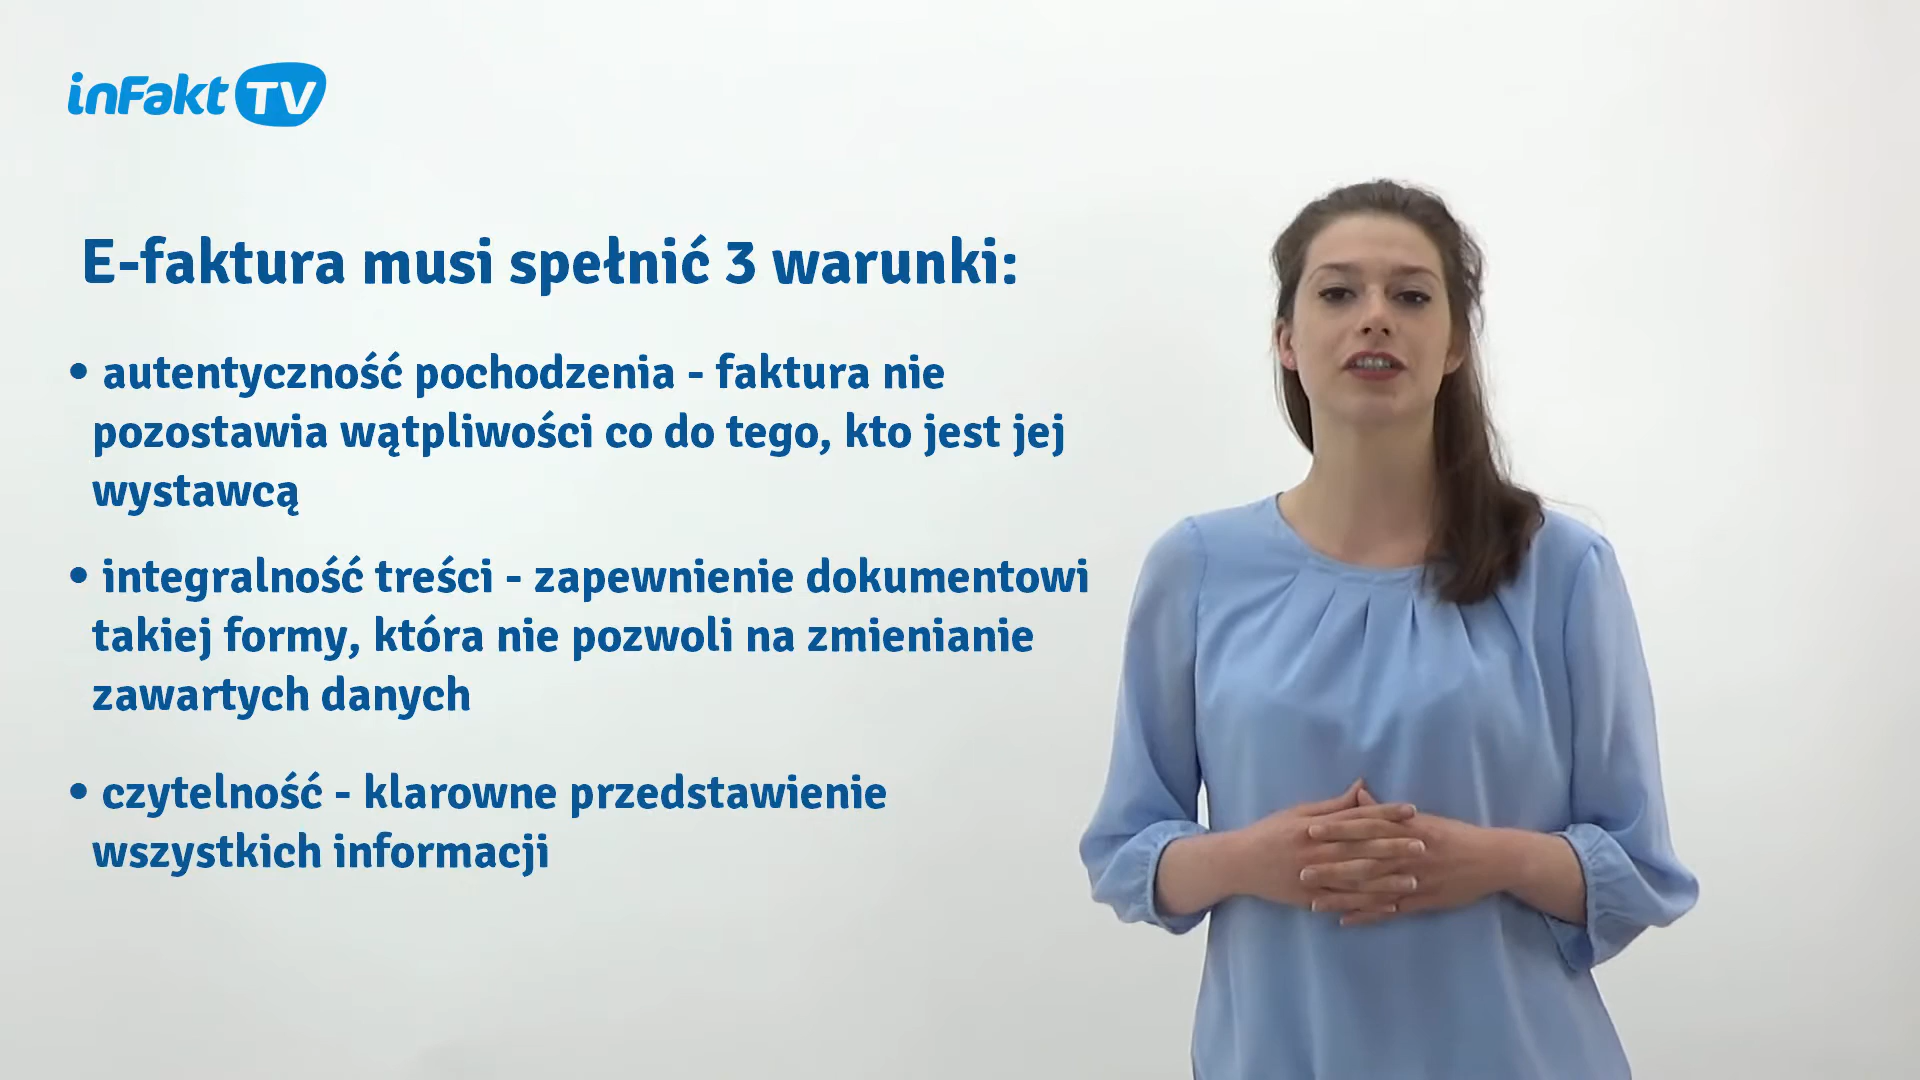 inFakt TV
E-faktura musi spełnić 3 warunki:
• autentyczność pochodzenia - faktura nie
pozostawia wątpliwości co do tego, kto jest jej
wystawcą
• integralność treści - zapewnienie dokumentowi
takiej formy, która nie pozwoli na zmienianie
zawartych danych
• czytelność - klarowne przedstawienie
wszystkich informacji